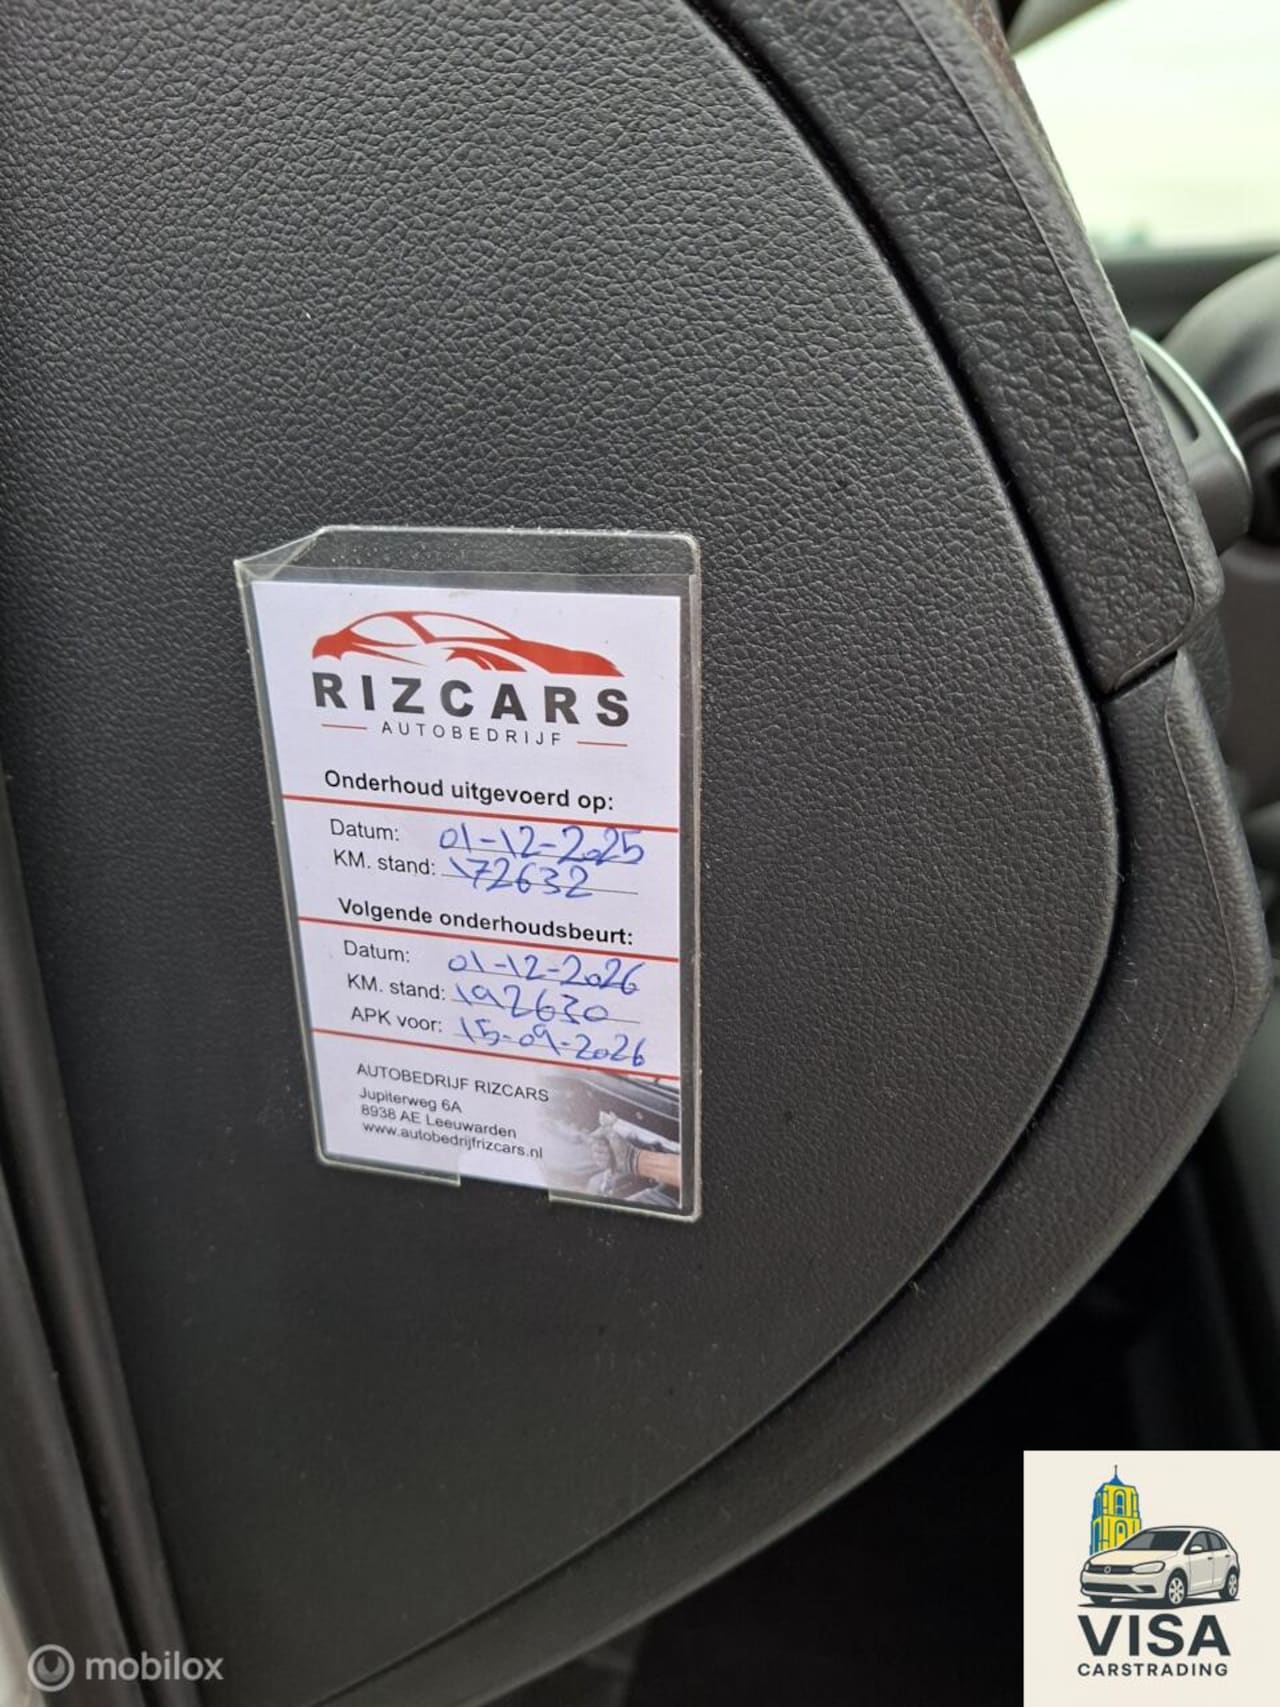 RIZCARS
AUTOBEDRIJF
Onderhoud uitgevoerd op:
Datum: 01-12-2025
KM. stand: 172632
Volgende onderhoudsbeurt:
Datum: 01-12-2026
KM. stand: 192630
APK voor: 15-09-2026
AUTOBEDRIJF RIZCARS
Jupiterweg 6A
8938 AE Leeuwarden
www.autobedrijfrizcars.nl
VISA
CARSTRADING
mobilox